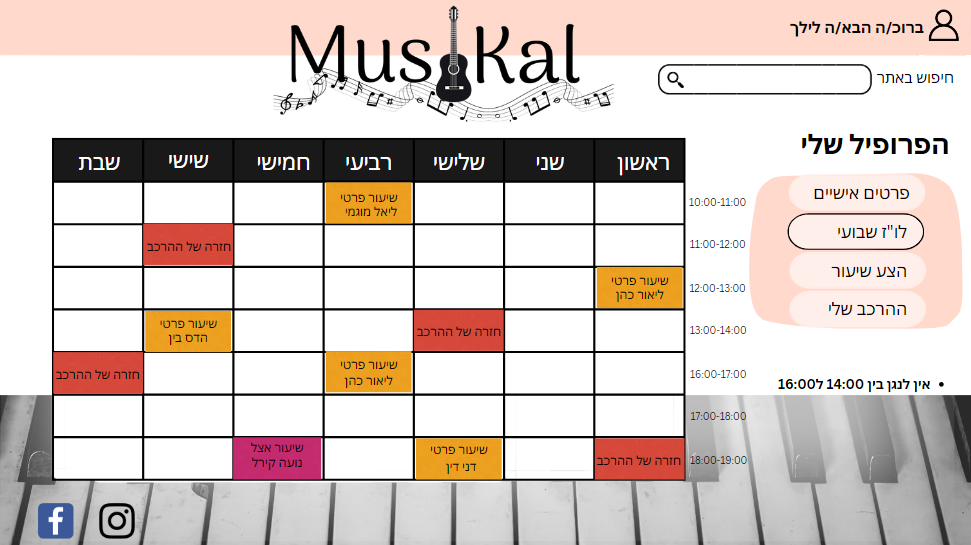 ברוכ/ה הבא/ה לילך
MusiKal
חיפוש באתר
הפרופיל שלי
פרטים אישיים
לו"ז שבועי
הצע שיעור
ההרכב שלי
• אין לנגן בין 14:00 ל16:00
ראשון שני שלישי רביעי חמישי שישי שבת
10:00-11:00
שיעור פרטי
ליאל מוגמי
11:00-12:00
חזרה של ההרכב
12:00-13:00
שיעור פרטי
ליאור כהן
13:00-14:00
חזרה של ההרכב
שיעור פרטי
הדס בין
16:00-17:00
שיעור פרטי
ליאור כהן
חזרה של ההרכב
17:00-18:00
18:00-19:00
חזרה של ההרכב
שיעור פרטי
דני דין
שיעור אצל
נועה קירל